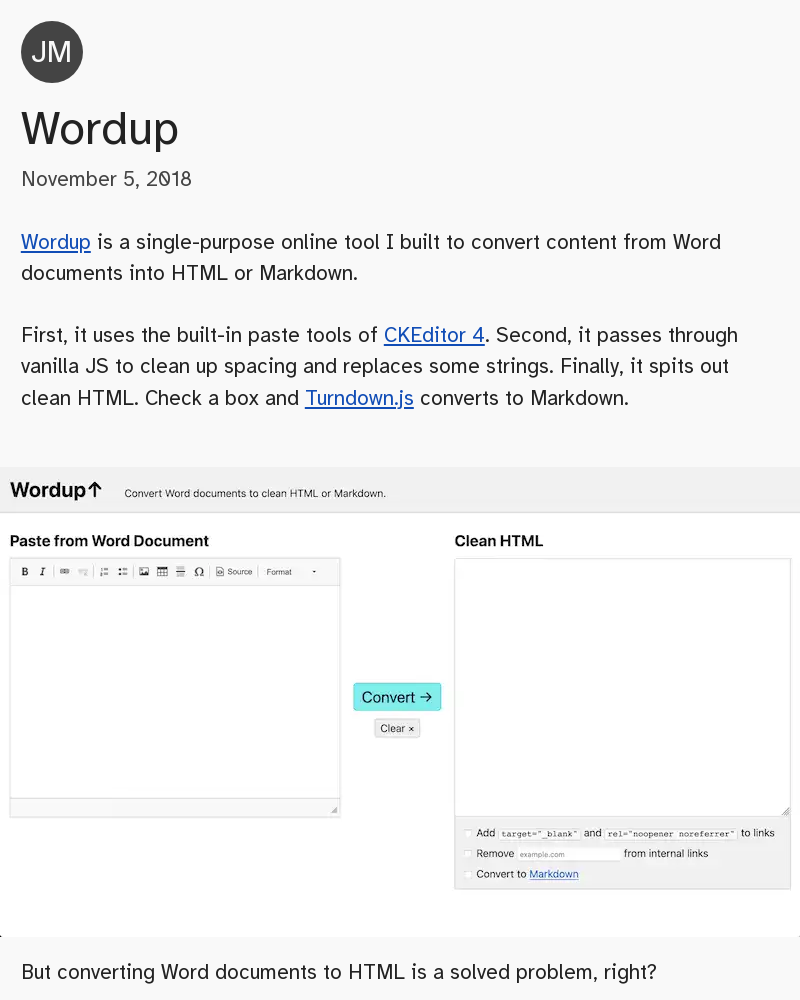 JM
Wordup
November 5, 2018
Wordup is a single-purpose online tool I built to convert content from Word
documents into HTML or Markdown.
First, it uses the built-in paste tools of CKEditor 4. Second, it passes through
vanilla JS to clean up spacing and replaces some strings. Finally, it spits out
clean HTML. Check a box and Turndown.js converts to Markdown.
Wordup↑ Convert Word documents to clean HTML or Markdown.
Paste from Word Document
B I Ω Source Format
Convert →
Clear ×
Clean HTML
Add target="_blank" and rel="noopener noreferrer" to links
Remove example.com from internal links
Convert to Markdown
But converting Word documents to HTML is a solved problem, right?